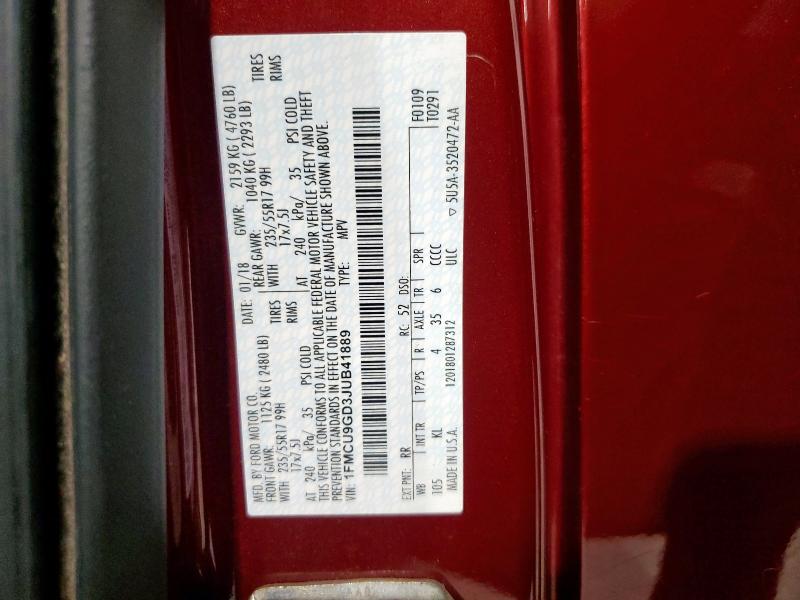 MFD. BY FORD MOTOR CO.
DATE: 01/18 GVWR: 2159 KG ( 4760 LB)
FRONT GAWR: 1125 KG ( 2480 LB) REAR GAWR: 1040 KG ( 2293 LB)
WITH 235/55R17 99H TIRES WITH 235/55R17 99H TIRES
17x7.5J RIMS 17x7.5J RIMS
AT 240 kPa/ 35 PSI COLD AT 240 kPa/ 35 PSI COLD
THIS VEHICLE CONFORMS TO ALL APPLICABLE FEDERAL MOTOR VEHICLE SAFETY AND THEFT
PREVENTION STANDARDS IN EFFECT ON THE DATE OF MANUFACTURE SHOWN ABOVE.
VIN: 1FMCU9GD3JUB41889 TYPE: MPV
EXT PNT: RR RC: 52 DSO: F0109
WB INT TR TP/PS R AXLE TR SPR T0291
105 KL 4 35 6 CCCC
MADE IN U.S.A. 1201801287312 ULC ▽ 5U5A-3520472-AA